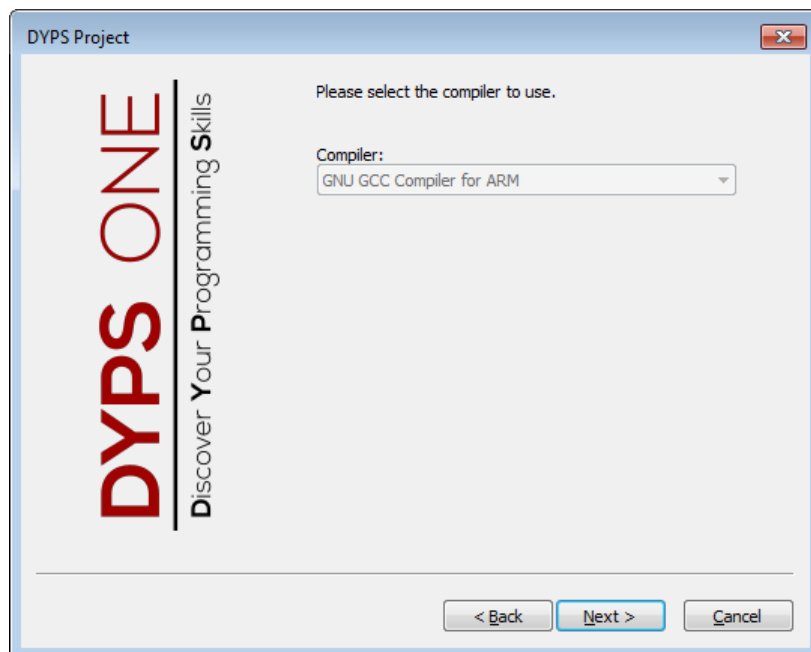 DYPS Project
DYPS ONE
Discover Your Programming Skills
Please select the compiler to use.
Compiler:
GNU GCC Compiler for ARM
< Back
Next >
Cancel